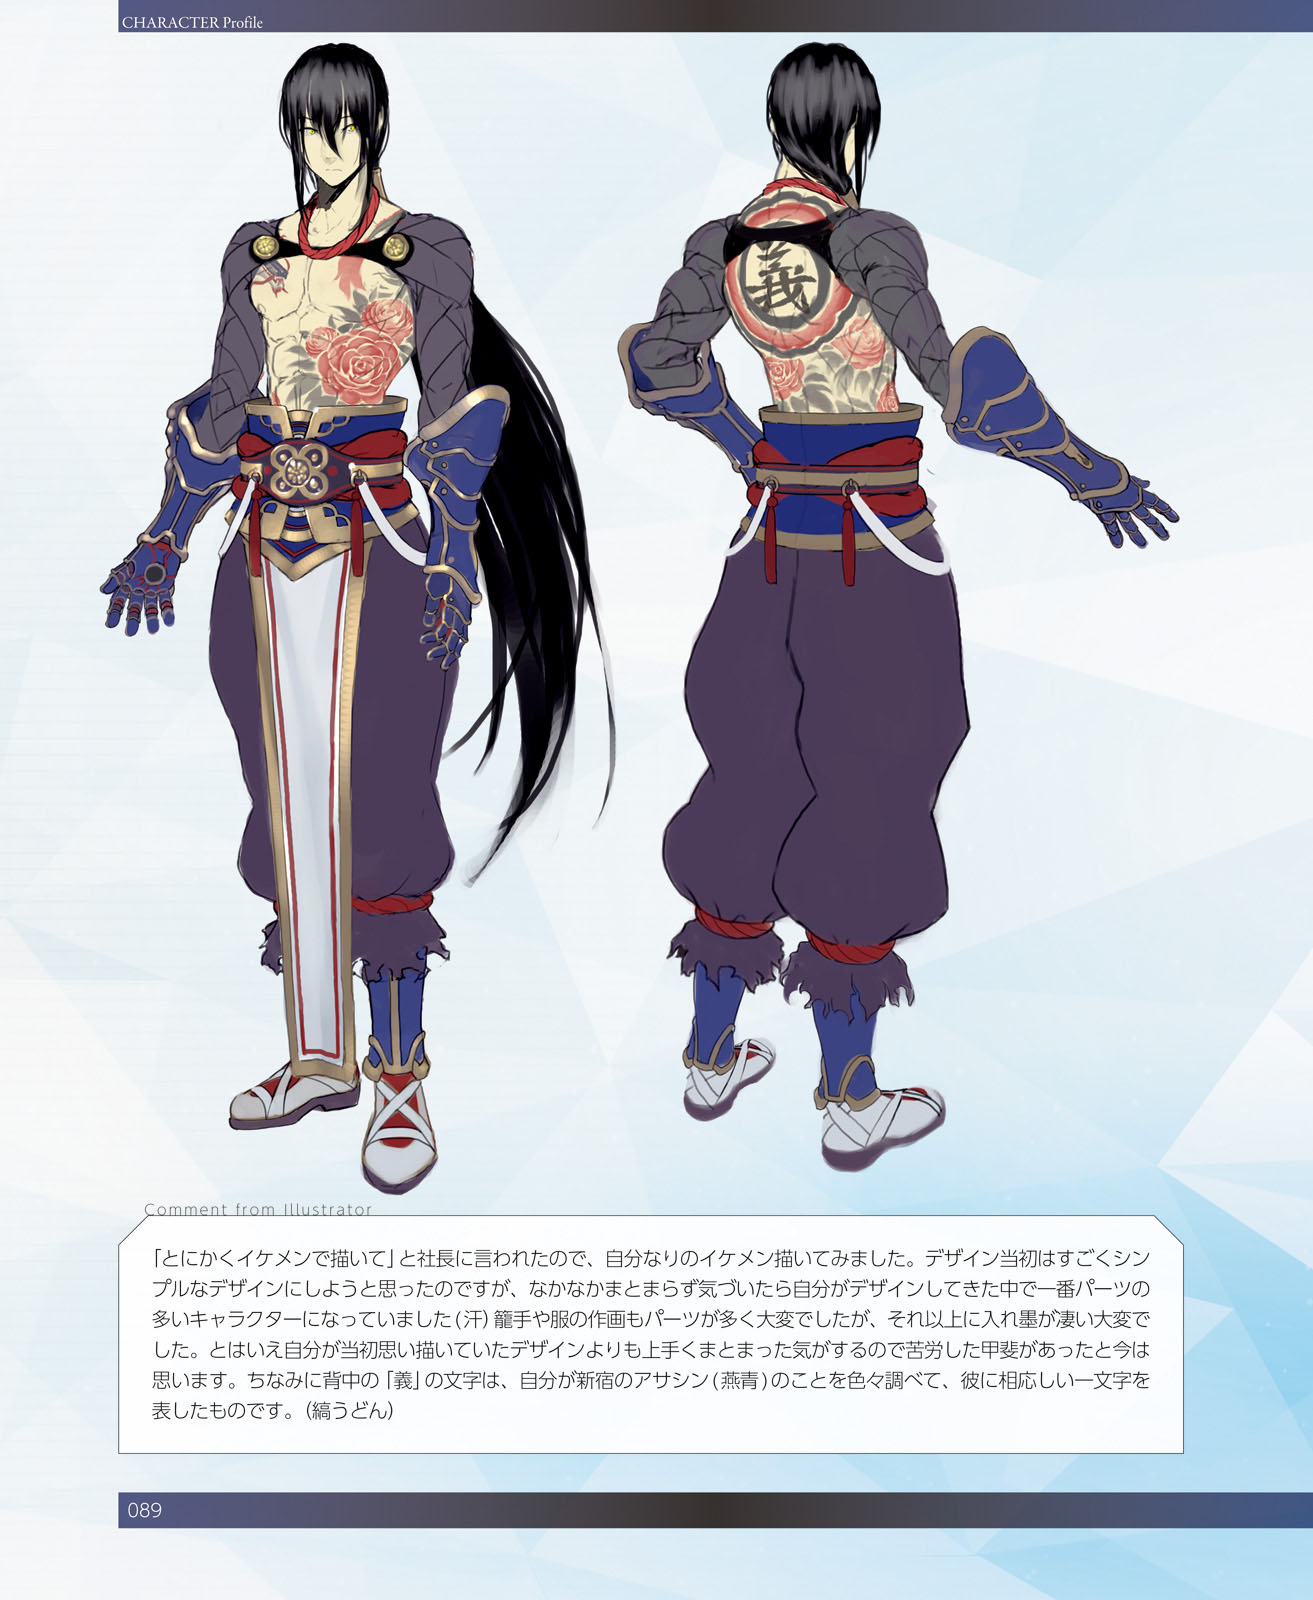 CHARACTER Profile
義
Comment from Illustrator
「とにかくイケメンで描いて」と社長に言われたので、自分なりのイケメン描いてみました。デザイン当初はすごくシン
プルなデザインにしようと思ったのですが、なかなかまとまらず気づいたら自分がデザインしてきた中で一番パーツの
多いキャラクターになっていました(汗)籠手や服の作画もパーツが多く大変でしたが、それ以上に入れ墨が凄い大変で
した。とはいえ自分が当初思い描いていたデザインよりも上手くまとまった気がするので苦労した甲斐があったと今は
思います。ちなみに背中の「義」の文字は、自分が新宿のアサシン(燕青)のことを色々調べて、彼に相応しい一文字を
表したものです。(縞うどん)
089